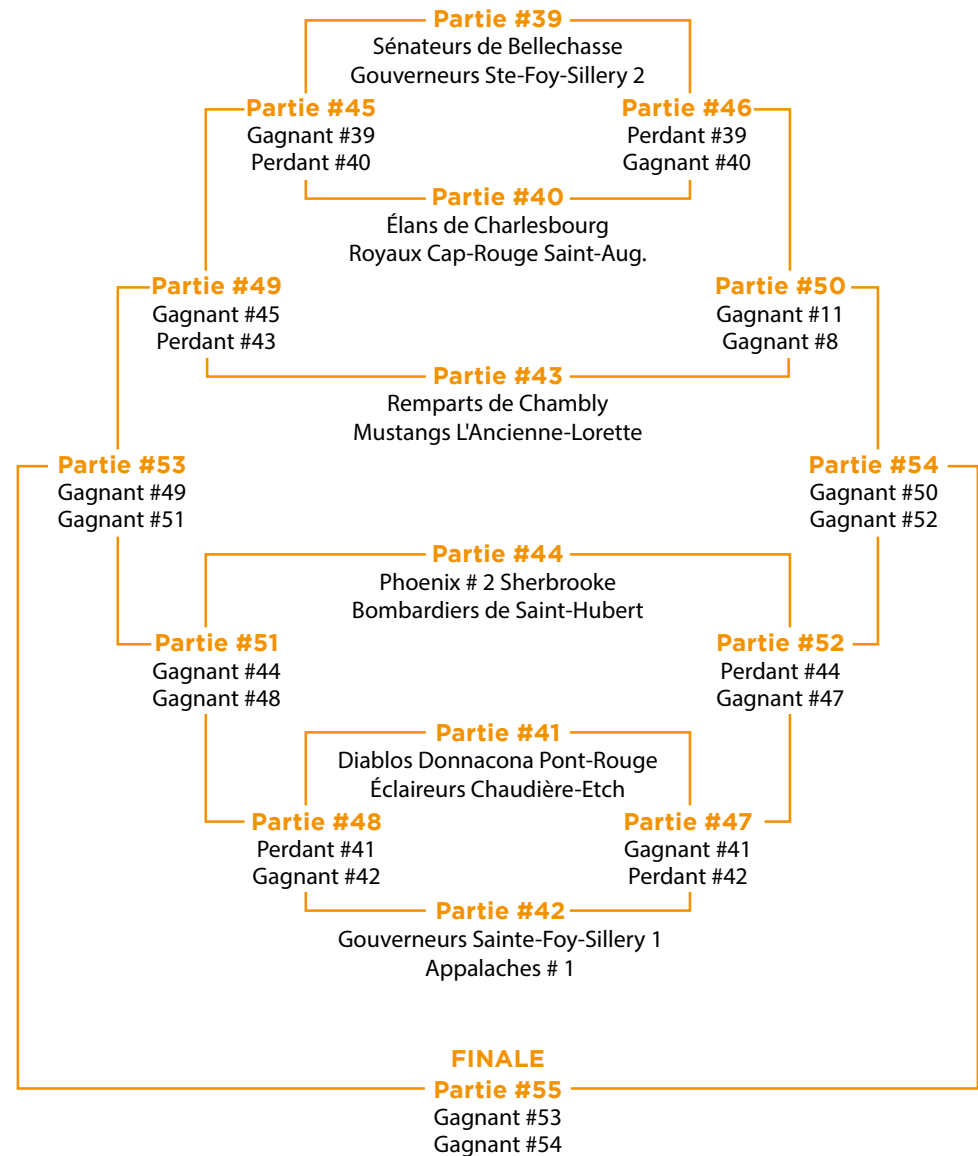 Partie #39
Sénateurs de Bellechasse
Gouverneurs Ste-Foy-Sillery 2
Partie #45
Gagnant #39
Perdant #40
Partie #46
Perdant #39
Gagnant #40
Partie #40
Élans de Charlesbourg
Royaux Cap-Rouge Saint-Aug.
Partie #49
Gagnant #45
Perdant #43
Partie #50
Gagnant #11
Gagnant #8
Partie #43
Remparts de Chambly
Mustangs L'Ancienne-Lorette
Partie #53
Gagnant #49
Gagnant #51
Partie #54
Gagnant #50
Gagnant #52
Partie #44
Phoenix # 2 Sherbrooke
Bombardiers de Saint-Hubert
Partie #51
Gagnant #44
Gagnant #48
Partie #52
Perdant #44
Gagnant #47
Partie #41
Diablos Donnacona Pont-Rouge
Éclaireurs Chaudière-Etch
Partie #48
Perdant #41
Gagnant #42
Partie #47
Gagnant #41
Perdant #42
Partie #42
Gouverneurs Sainte-Foy-Sillery 1
Appalaches # 1
FINALE
Partie #55
Gagnant #53
Gagnant #54